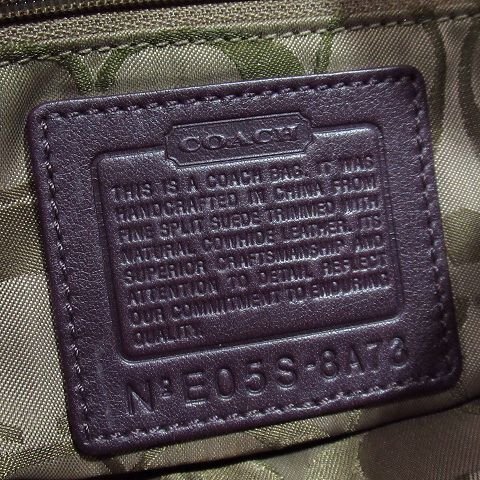 COACH
THIS IS A COACH BAG. IT WAS
HANDCRAFTED IN CHINA FROM
FINE SPLIT SUEDE TRIMMED WITH
NATURAL COWHIDE LEATHER. ITS
SUPERIOR CRAFTSMANSHIP AND
ATTENTION TO DETAIL REFLECT
OUR COMMITMENT TO ENDURING
QUALITY.
Nº E05S-8A73